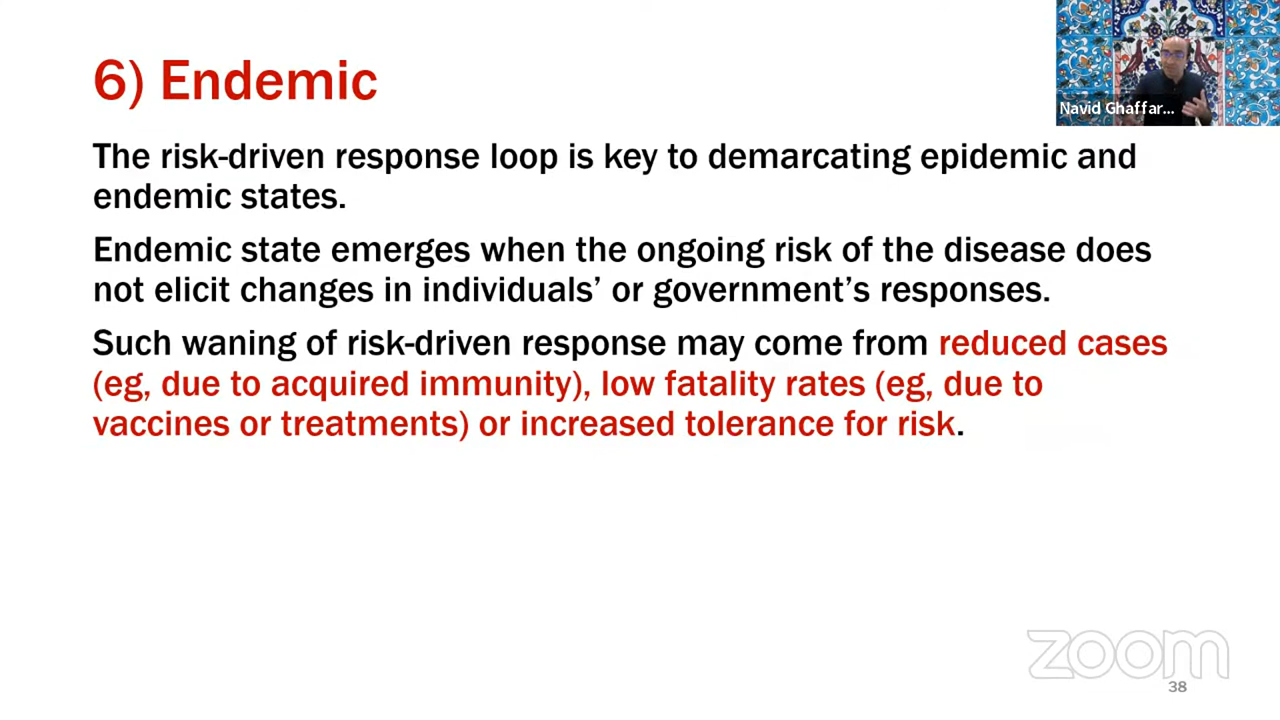 6) Endemic
Navid Ghaffar...
The risk-driven response loop is key to demarcating epidemic and
endemic states.
Endemic state emerges when the ongoing risk of the disease does
not elicit changes in individuals’ or government’s responses.
Such waning of risk-driven response may come from reduced cases
(eg, due to acquired immunity), low fatality rates (eg, due to
vaccines or treatments) or increased tolerance for risk.
zoom
38